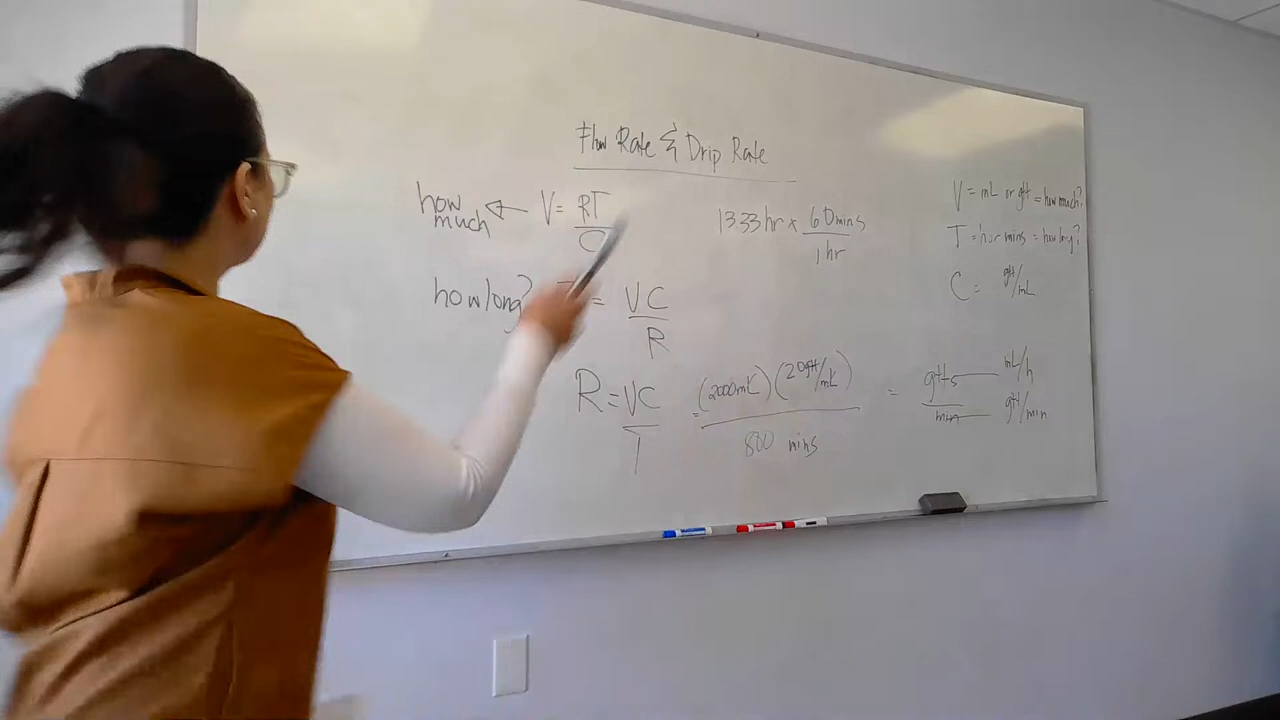 Flow Rate & Drip Rate
how much ← V = RT/C
13.33 hr x 60 mins/1 hr
V = mL or gtt = how much?
T = hr or mins = how long?
C = gtt/mL
how long? = VC/R
R = VC/T = (2000mL)(20gtt/mL)/800 mins = gtts/min
mL/h
gtt/min